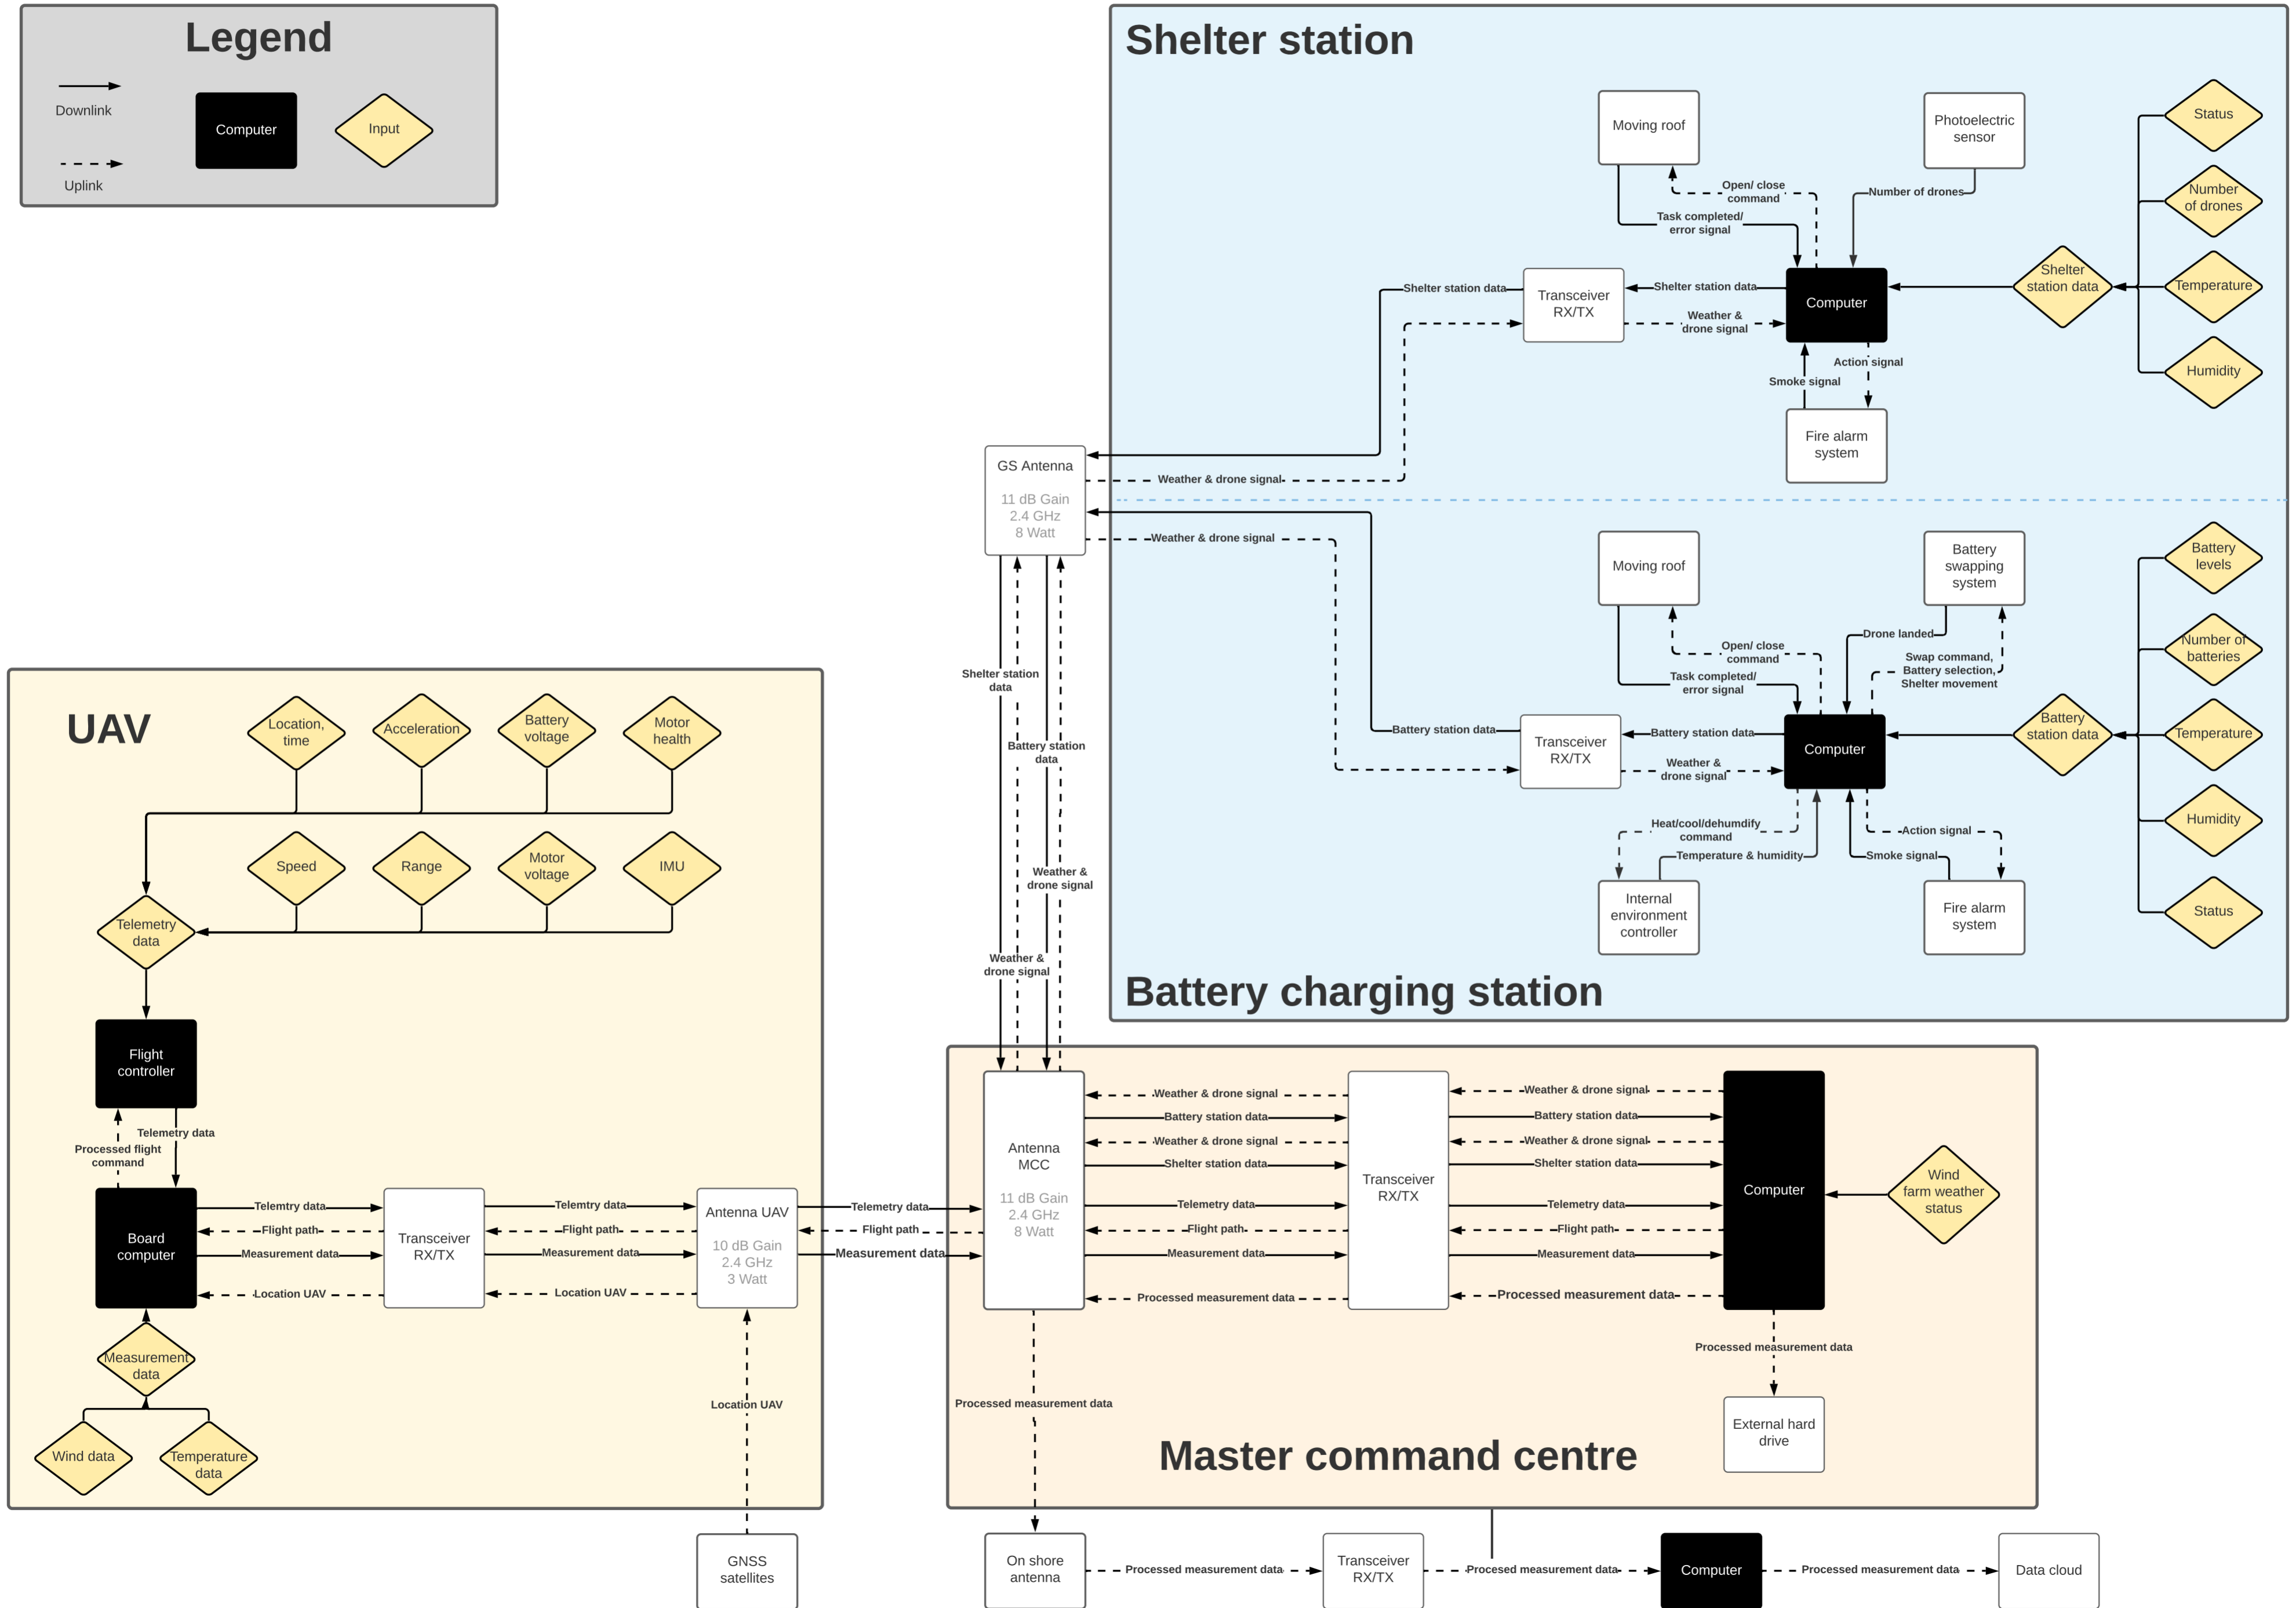 Legend
Downlink
Uplink
Computer
Input
Shelter station
Moving roof
Photoelectric
sensor
Status
Number
of drones
Temperature
Humidity
Shelter
station data
Open/ close
command
Number of drones
Task completed/
error signal
Shelter station data
Transceiver
RX/TX
Shelter station data
Weather &
drone signal
Computer
Action signal
Smoke signal
Fire alarm
system
GS Antenna
11 dB Gain
2.4 GHz
8 Watt
Weather & drone signal
Weather & drone signal
Moving roof
Battery
swapping
system
Battery
levels
Number of
batteries
Temperature
Humidity
Status
Battery
station data
Open/ close
command
Drone landed
Swap command,
Battery selection,
Shelter movement
Task completed/
error signal
Battery station data
Transceiver
RX/TX
Battery station data
Weather &
drone signal
Computer
Heat/cool/dehumdify
command
Temperature & humidity
Action signal
Smoke signal
Internal
environment
controller
Fire alarm
system
Battery charging station
Shelter station
data
Battery station
data
Weather &
drone signal
Weather &
drone signal
UAV
Location,
time
Acceleration
Battery
voltage
Motor
health
Speed
Range
Motor
voltage
IMU
Telemetry
data
Flight
controller
Telemetry data
Processed flight
command
Board
computer
Telemtry data
Flight path
Measurement data
Location UAV
Transceiver
RX/TX
Telemtry data
Flight path
Measurement data
Location UAV
Antenna UAV
10 dB Gain
2.4 GHz
3 Watt
Measurement
data
Wind data
Temperature
data
Location UAV
GNSS
satellites
Telemetry data
Flight path
Measurement data
Antenna
MCC
11 dB Gain
2.4 GHz
8 Watt
Weather & drone signal
Battery station data
Weather & drone signal
Shelter station data
Telemetry data
Flight path
Measurement data
Processed measurement data
Transceiver
RX/TX
Weather & drone signal
Battery station data
Weather & drone signal
Shelter station data
Telemetry data
Flight path
Measurement data
Processed measurement data
Computer
Wind
farm weather
status
Processed measurement data
External hard
drive
Processed measurement data
Master command centre
On shore
antenna
Processed measurement data
Transceiver
RX/TX
Procesed measurement data
Computer
Processed measurement data
Data cloud